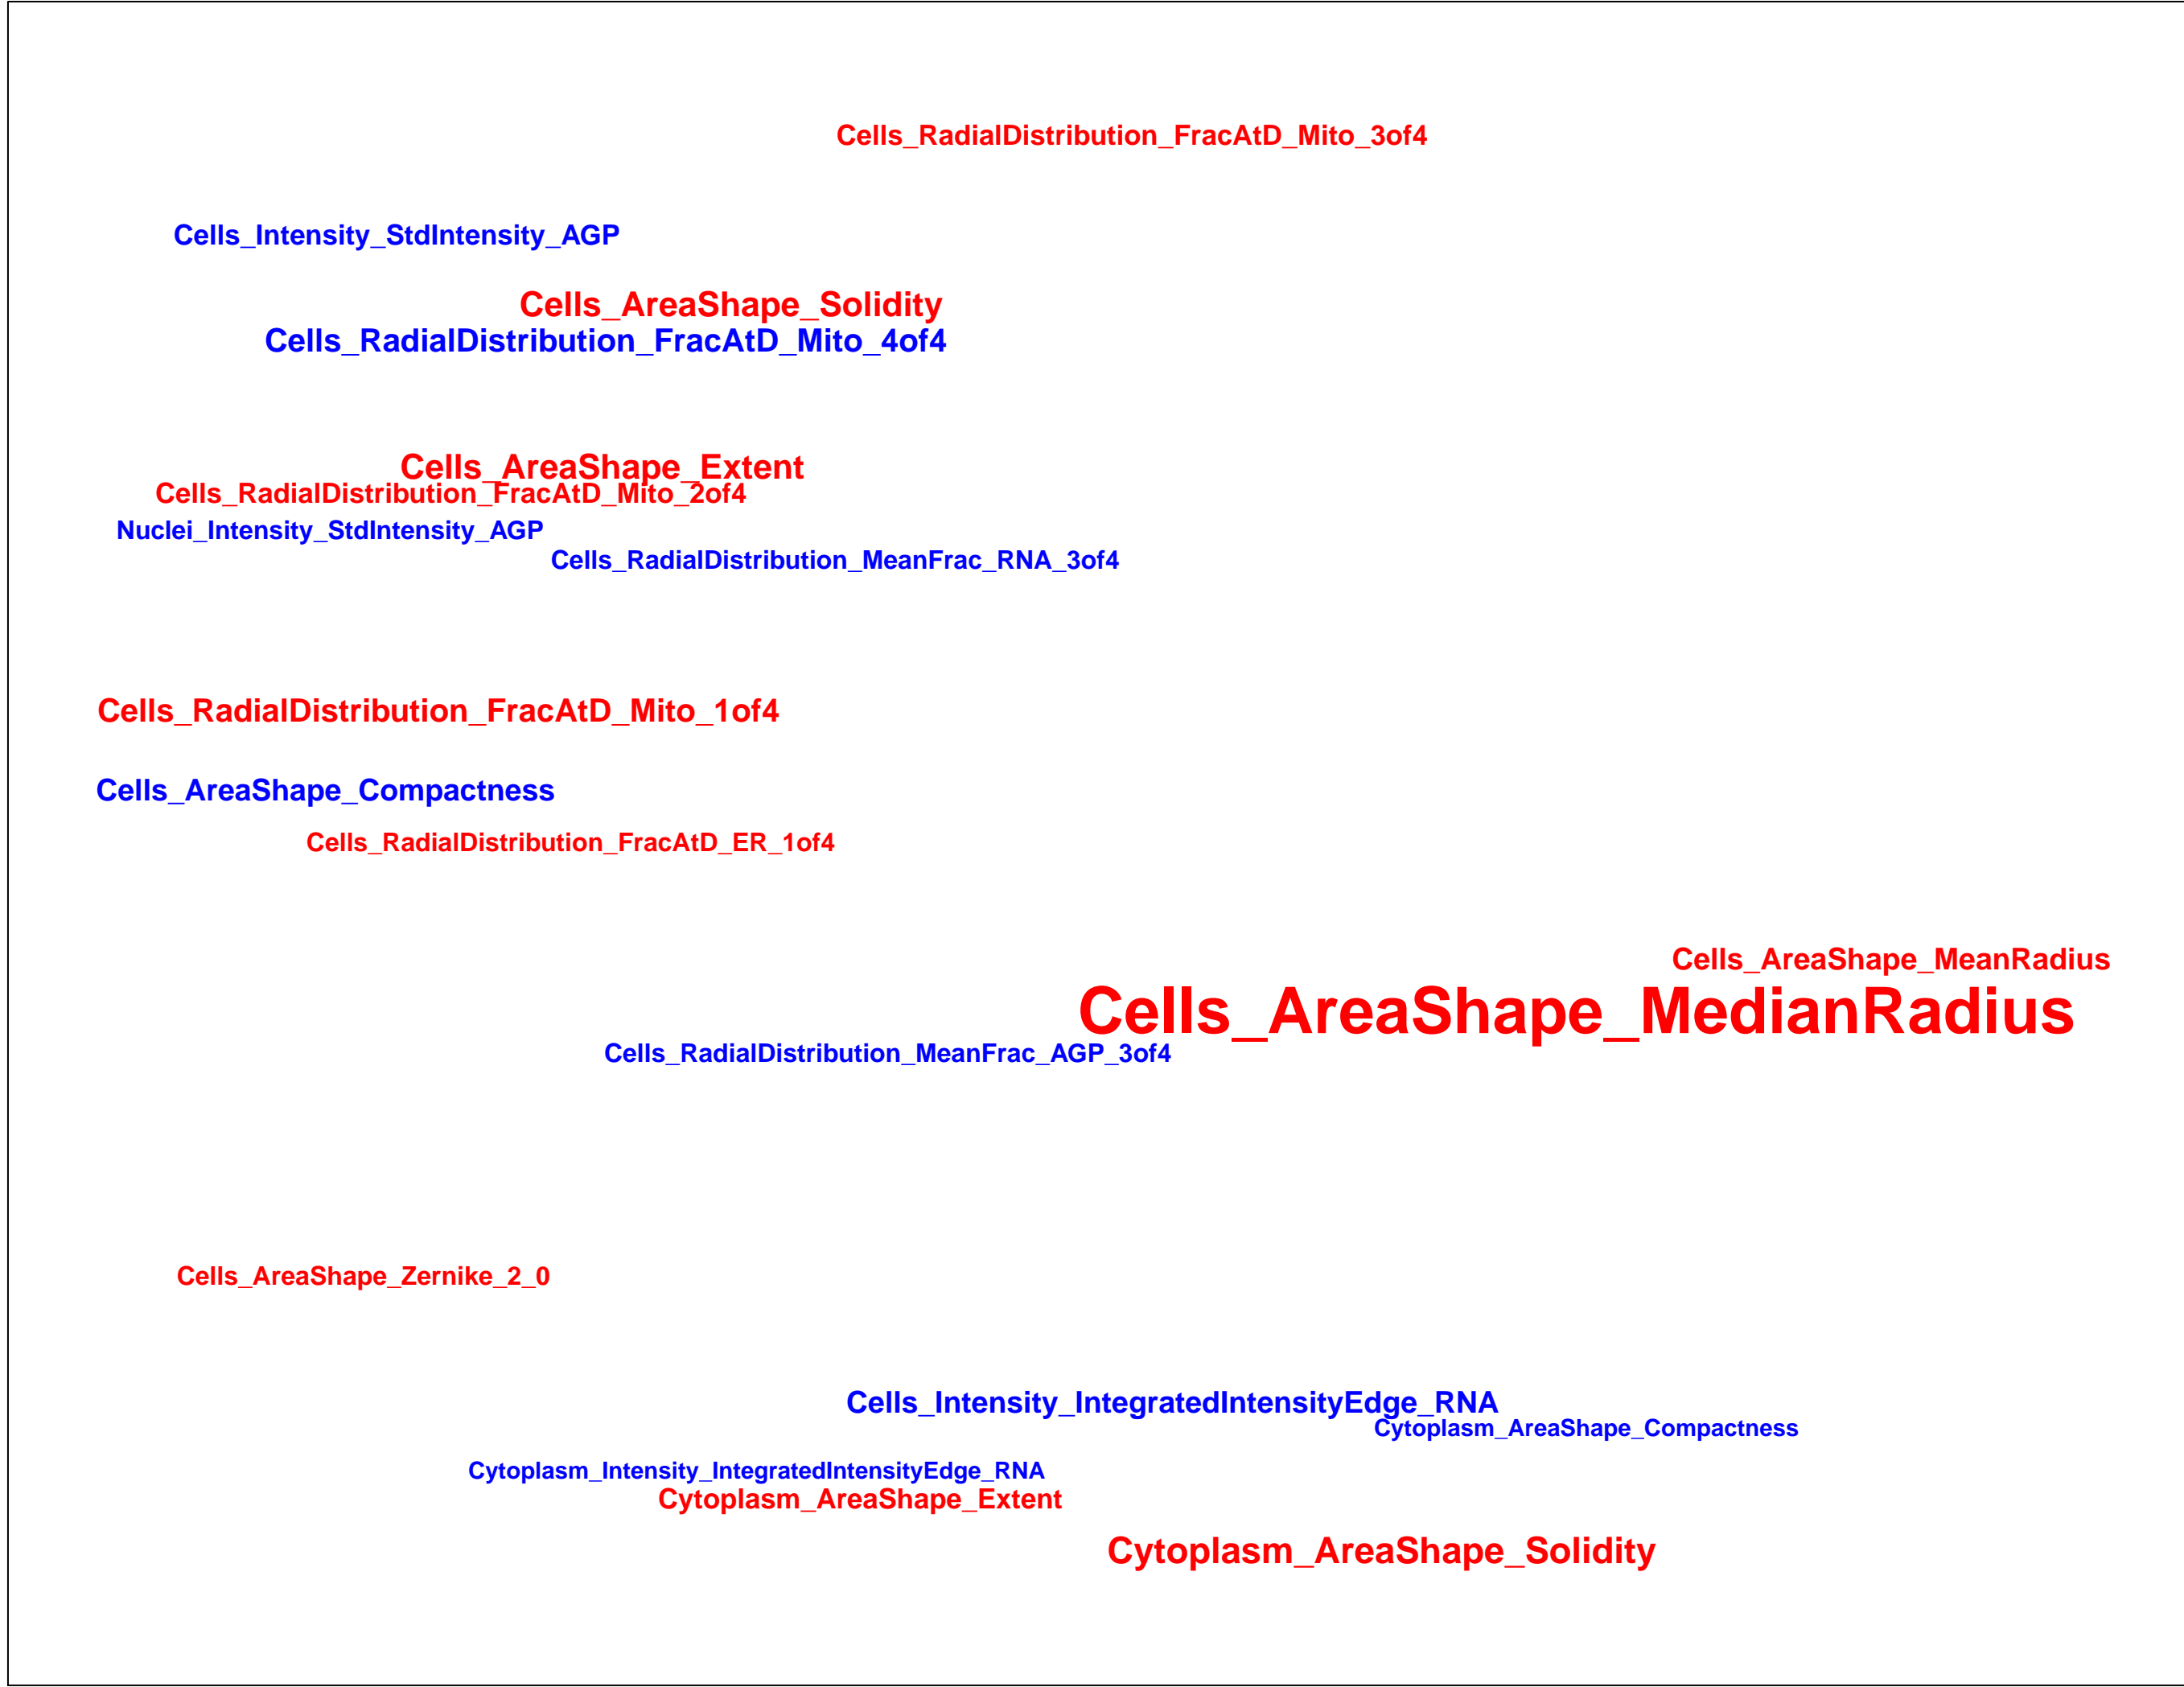 Cells_RadialDistribution_FracAtD_Mito_3of4
Cells_Intensity_StdIntensity_AGP
Cells_AreaShape_Solidity
Cells_RadialDistribution_FracAtD_Mito_4of4
Cells_AreaShape_Extent
Cells_RadialDistribution_FracAtD_Mito_2of4
Nuclei_Intensity_StdIntensity_AGP
Cells_RadialDistribution_MeanFrac_RNA_3of4
Cells_RadialDistribution_FracAtD_Mito_1of4
Cells_AreaShape_Compactness
Cells_RadialDistribution_FracAtD_ER_1of4
Cells_AreaShape_MeanRadius
Cells_AreaShape_MedianRadius
Cells_RadialDistribution_MeanFrac_AGP_3of4
Cells_AreaShape_Zernike_2_0
Cells_Intensity_IntegratedIntensityEdge_RNA
Cytoplasm_AreaShape_Compactness
Cytoplasm_Intensity_IntegratedIntensityEdge_RNA
Cytoplasm_AreaShape_Extent
Cytoplasm_AreaShape_Solidity